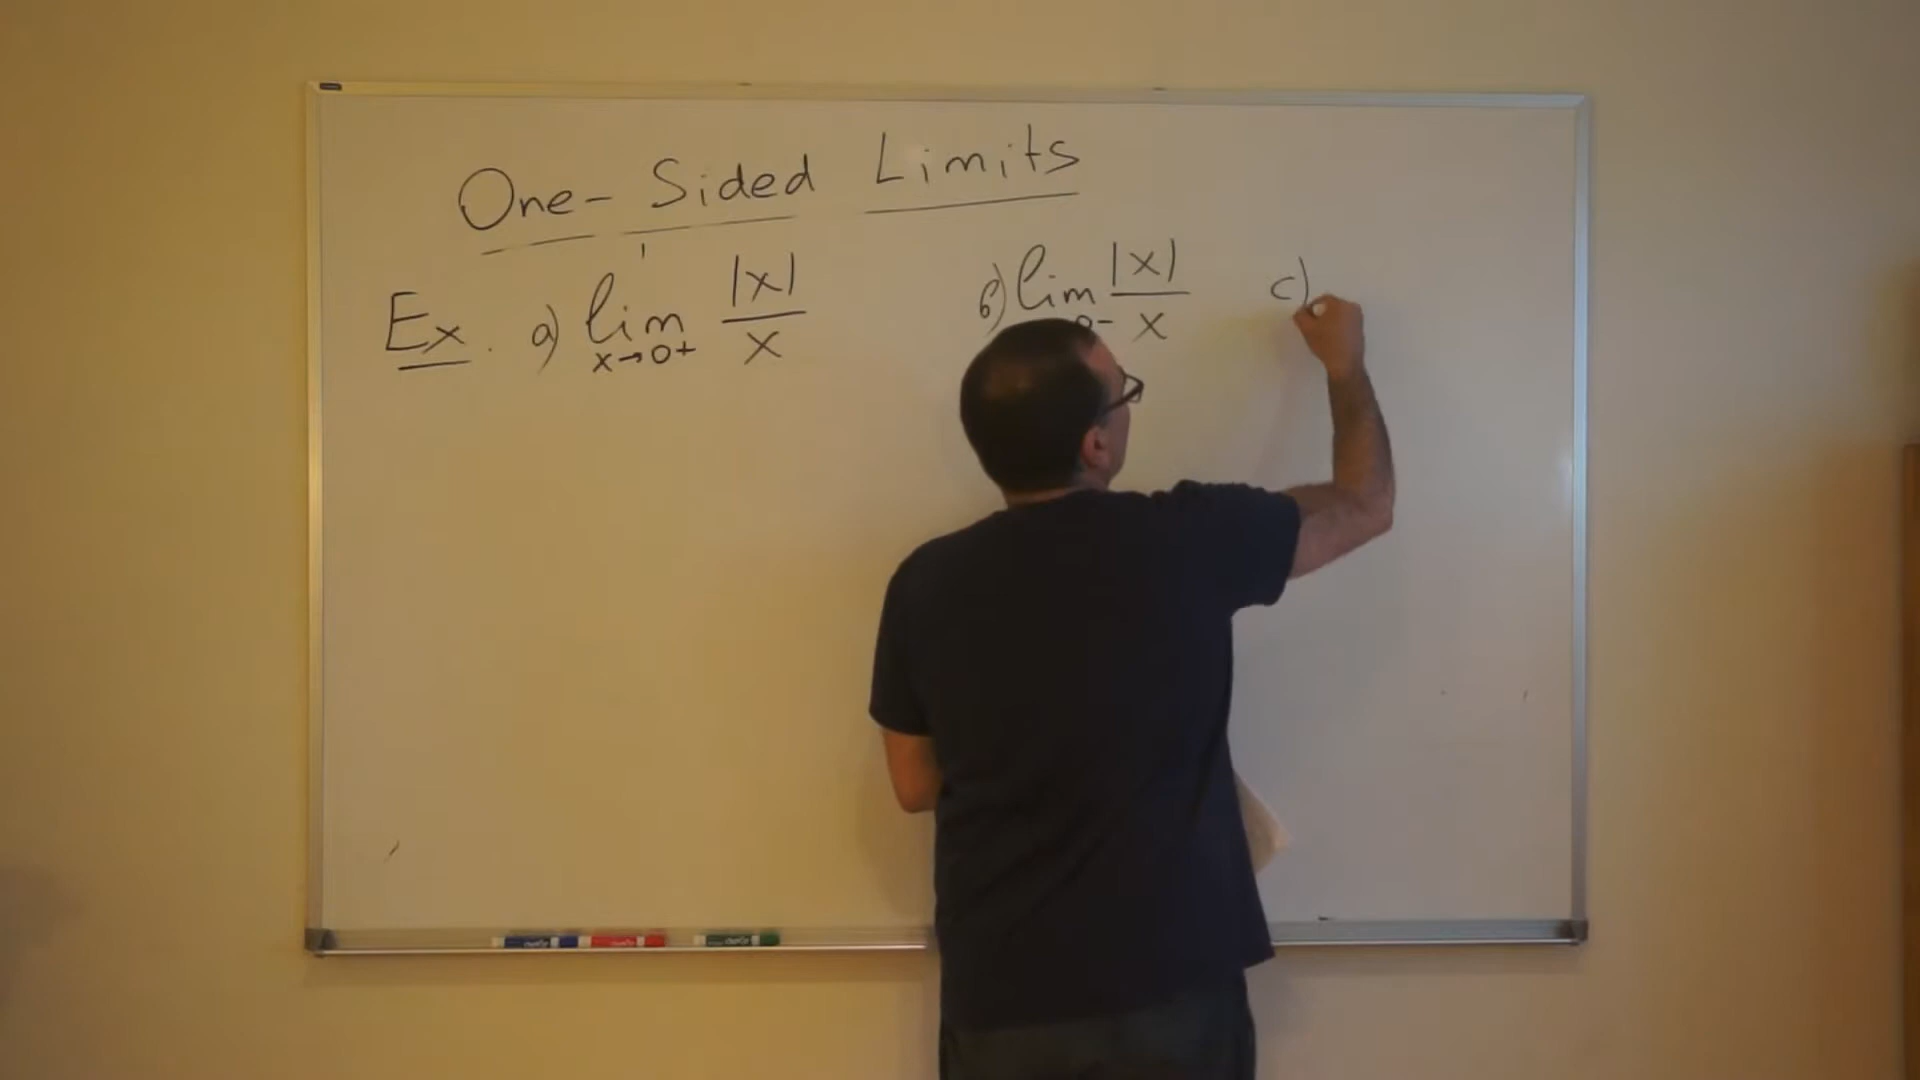 One-Sided Limits
Ex. a) lim x→0+ |x|/x b) lim 0- |x|/x c)